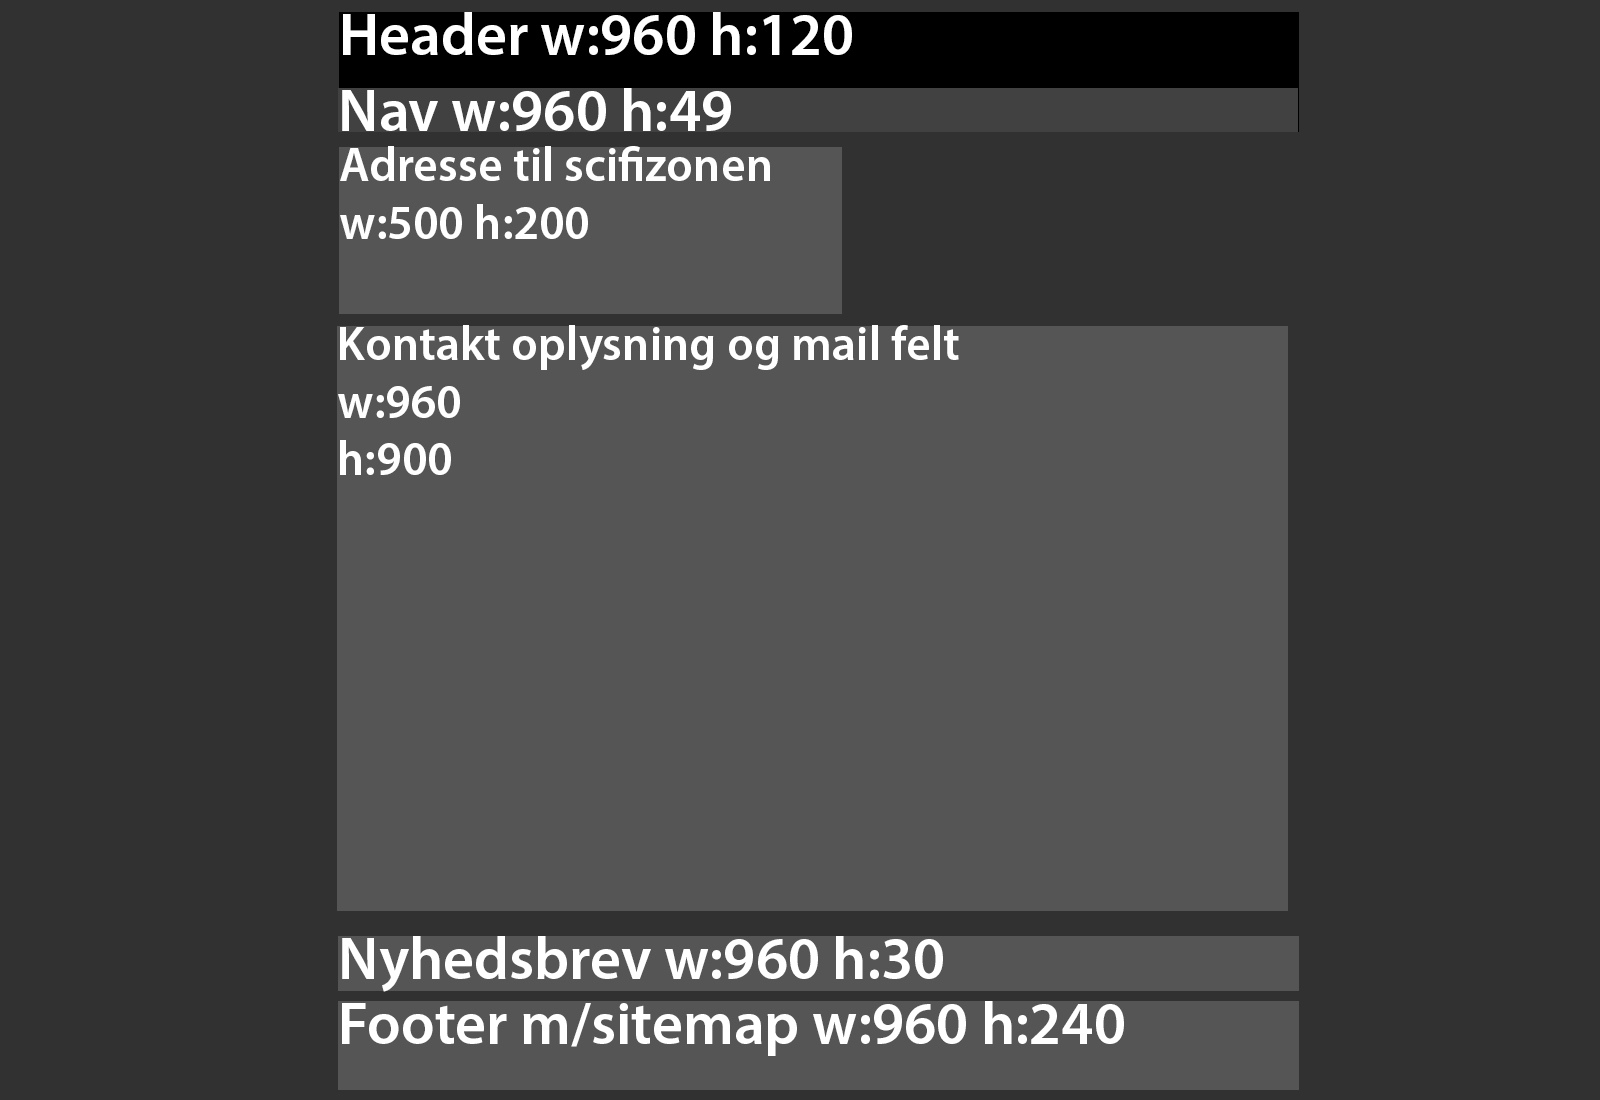 Header w:960 h:120
Nav w:960 h:49
Adresse til scifizonen
w:500 h:200
Kontakt oplysning og mail felt
w:960
h:900
Nyhedsbrev w:960 h:30
Footer m/sitemap w:960 h:240